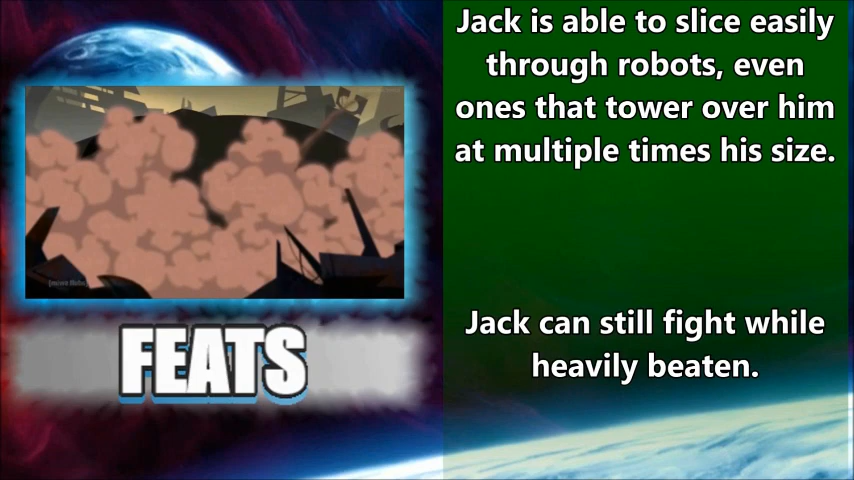 Jack is able to slice easily
through robots, even
ones that tower over him
at multiple times his size.
Jack can still fight while
heavily beaten.
FEATS